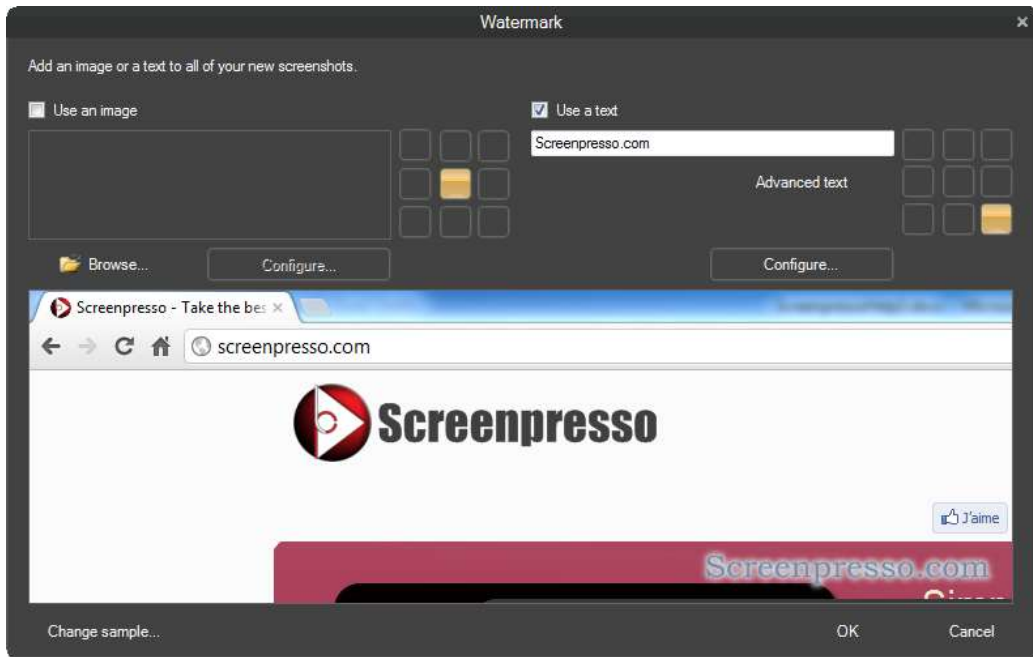 Watermark
Add an image or a text to all of your new screenshots.
Use an image
Use a text
Screenpresso.com
Advanced text
Browse...
Configure...
Configure...
Screenpresso - Take the bes
screenpresso.com
Screenpresso
J'aime
Screenpresso.com
Change sample...
OK
Cancel